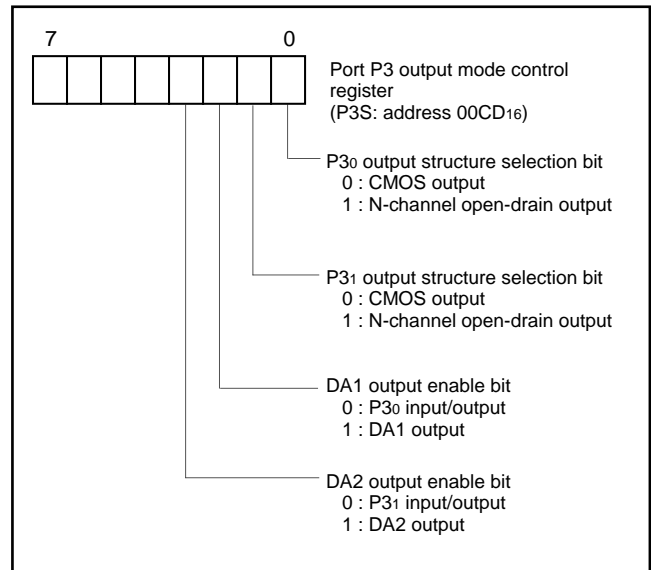 7 0
Port P3 output mode control
register
(P3S: address 00CD16)
P30 output structure selection bit
0 : CMOS output
1 : N-channel open-drain output
P31 output structure selection bit
0 : CMOS output
1 : N-channel open-drain output
DA1 output enable bit
0 : P30 input/output
1 : DA1 output
DA2 output enable bit
0 : P31 input/output
1 : DA2 output